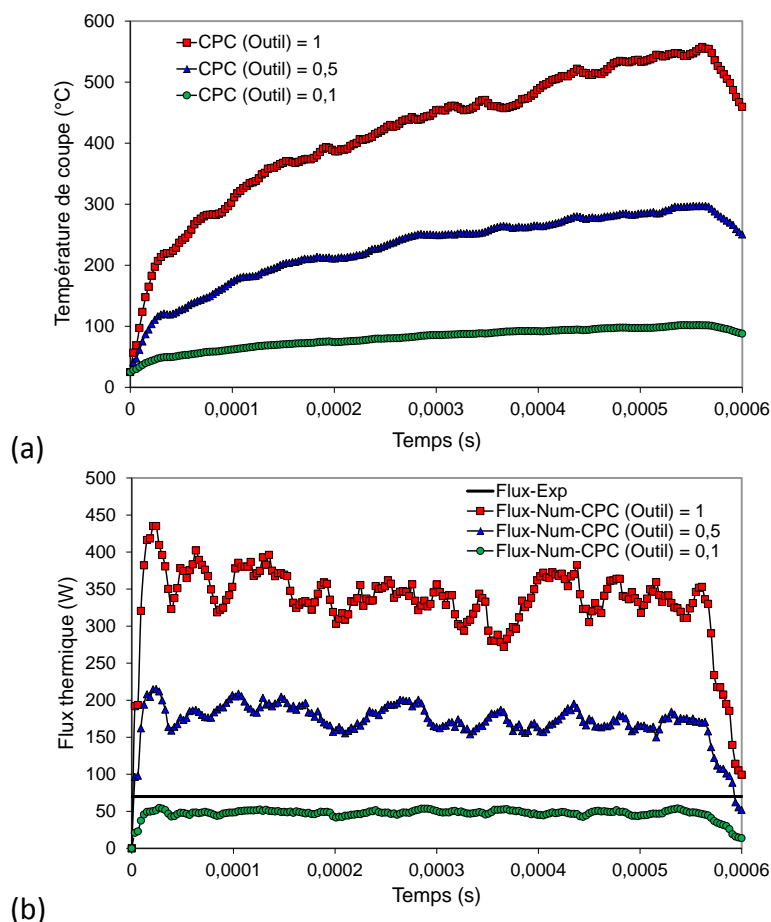 600
500
400
300
200
100
0
Température de coupe (°C)
CPC (Outil) = 1
CPC (Outil) = 0,5
CPC (Outil) = 0,1
0 0,0001 0,0002 0,0003 0,0004 0,0005 0,0006
Temps (s)
(a)
500
450
400
350
300
250
200
150
100
50
0
Flux thermique (W)
Flux-Exp
Flux-Num-CPC (Outil) = 1
Flux-Num-CPC (Outil) = 0,5
Flux-Num-CPC (Outil) = 0,1
0 0,0001 0,0002 0,0003 0,0004 0,0005 0,0006
Temps (s)
(b)